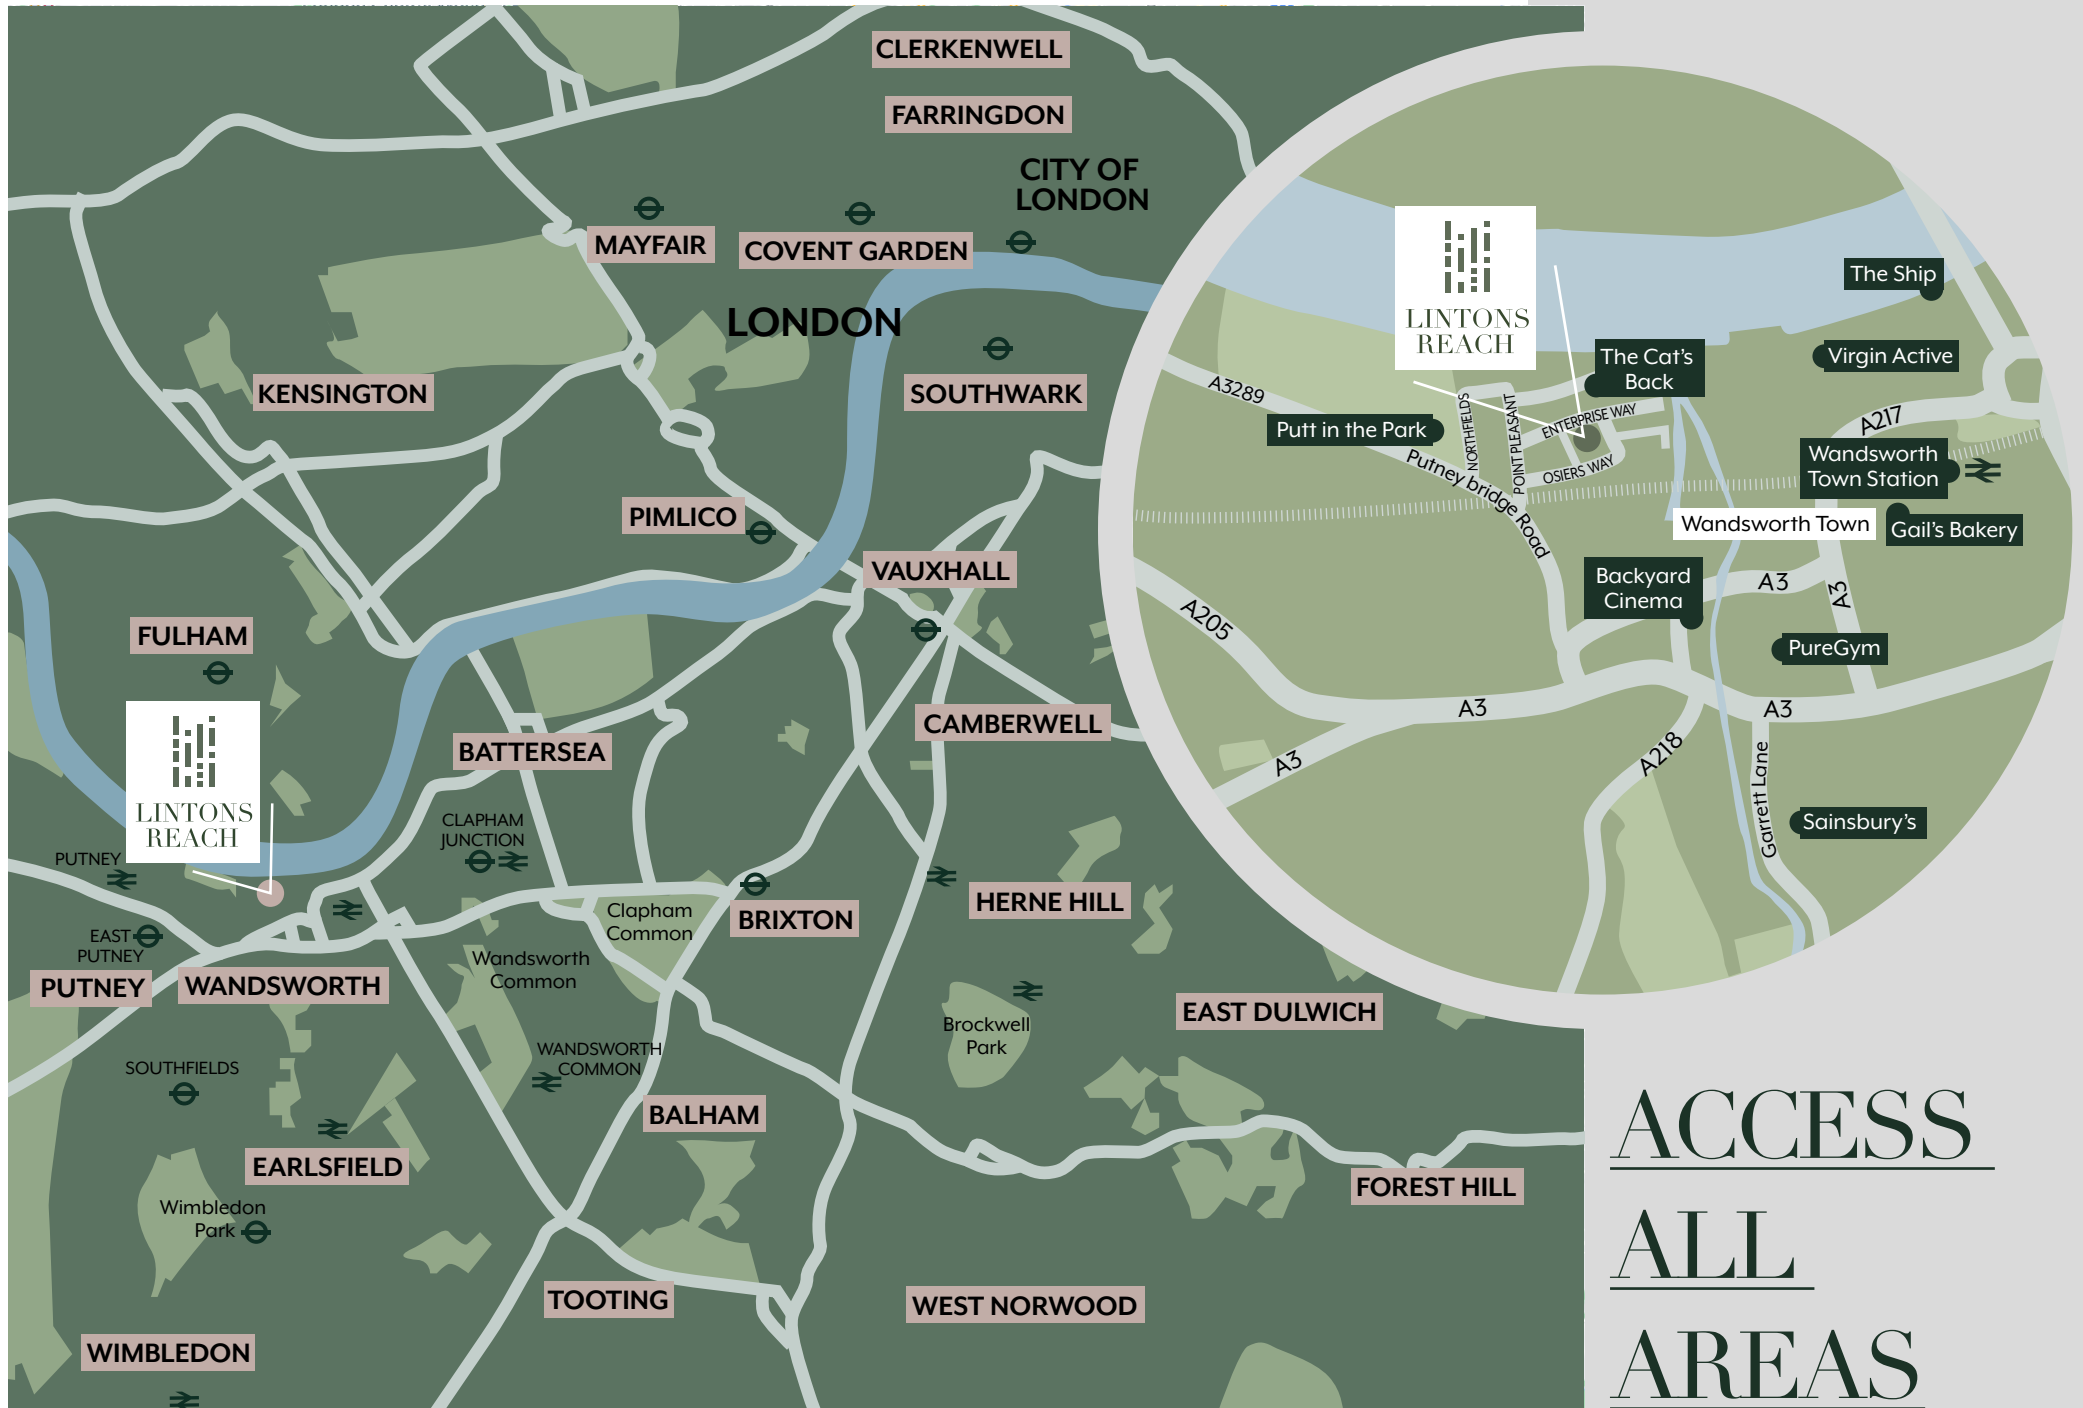 CLERKENWELL
FARRINGDON
CITY OF
LONDON
MAYFAIR
COVENT GARDEN
LONDON
KENSINGTON
SOUTHWARK
PIMLICO
VAUXHALL
FULHAM
CAMBERWELL
BATTERSEA
LINTONS
REACH
CLAPHAM
JUNCTION
PUTNEY
HERNE HILL
Clapham
Common
BRIXTON
EAST
PUTNEY
Wandsworth
Common
PUTNEY
WANDSWORTH
EAST DULWICH
Brockwell
Park
WANDSWORTH
COMMON
SOUTHFIELDS
BALHAM
EARLSFIELD
FOREST HILL
Wimbledon
Park
TOOTING
WEST NORWOOD
WIMBLEDON
LINTONS
REACH
The Ship
The Cat's
Back
Virgin Active
A3289
NORTHFIELDS
POINT PLEASANT
ENTERPRISE WAY
OSIERS WAY
A217
Putt in the Park
Putney bridge Road
Wandsworth
Town Station
Wandsworth Town
Gail's Bakery
Backyard
Cinema
A3
A3
A205
PureGym
A3
A3
A3
A218
Garrett Lane
Sainsbury's
ACCESS
ALL
AREAS